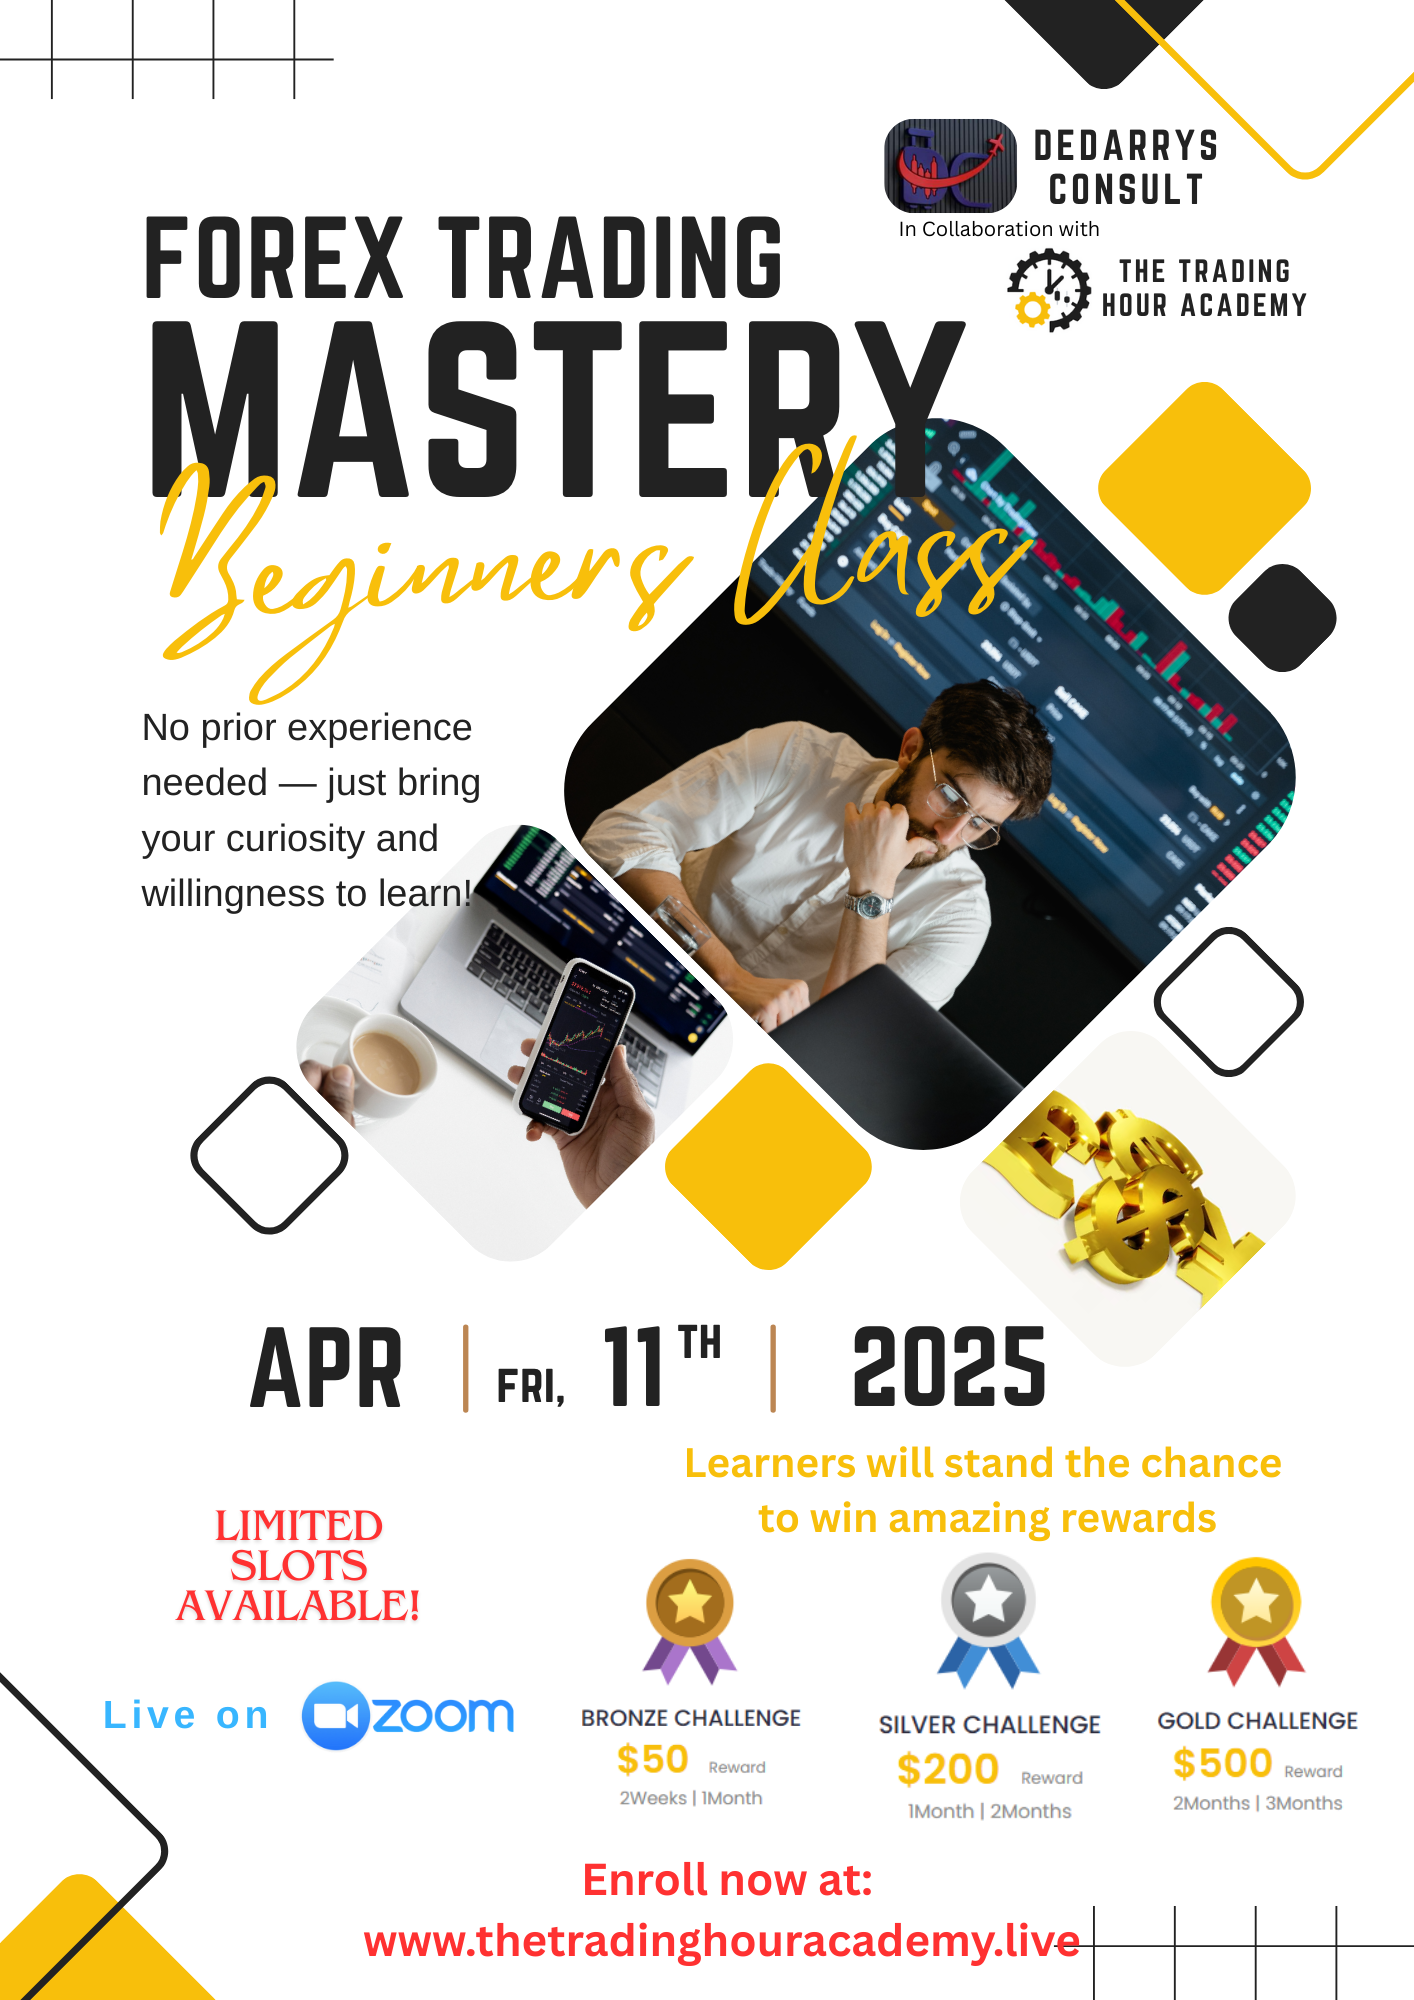 DEDARRYS
CONSULT
In Collaboration with
THE TRADING
HOUR ACADEMY
FOREX TRADING
MASTERY
Beginners Class
No prior experience
needed — just bring
your curiosity and
willingness to learn!
APR | FRI, 11TH | 2025
Learners will stand the chance
to win amazing rewards
LIMITED
SLOTS
AVAILABLE!
Live on zoom
BRONZE CHALLENGE
$50 Reward
2Weeks | 1Month
SILVER CHALLENGE
$200 Reward
1Month | 2Months
GOLD CHALLENGE
$500 Reward
2Months | 3Months
Enroll now at:
www.thetradinghouracademy.live